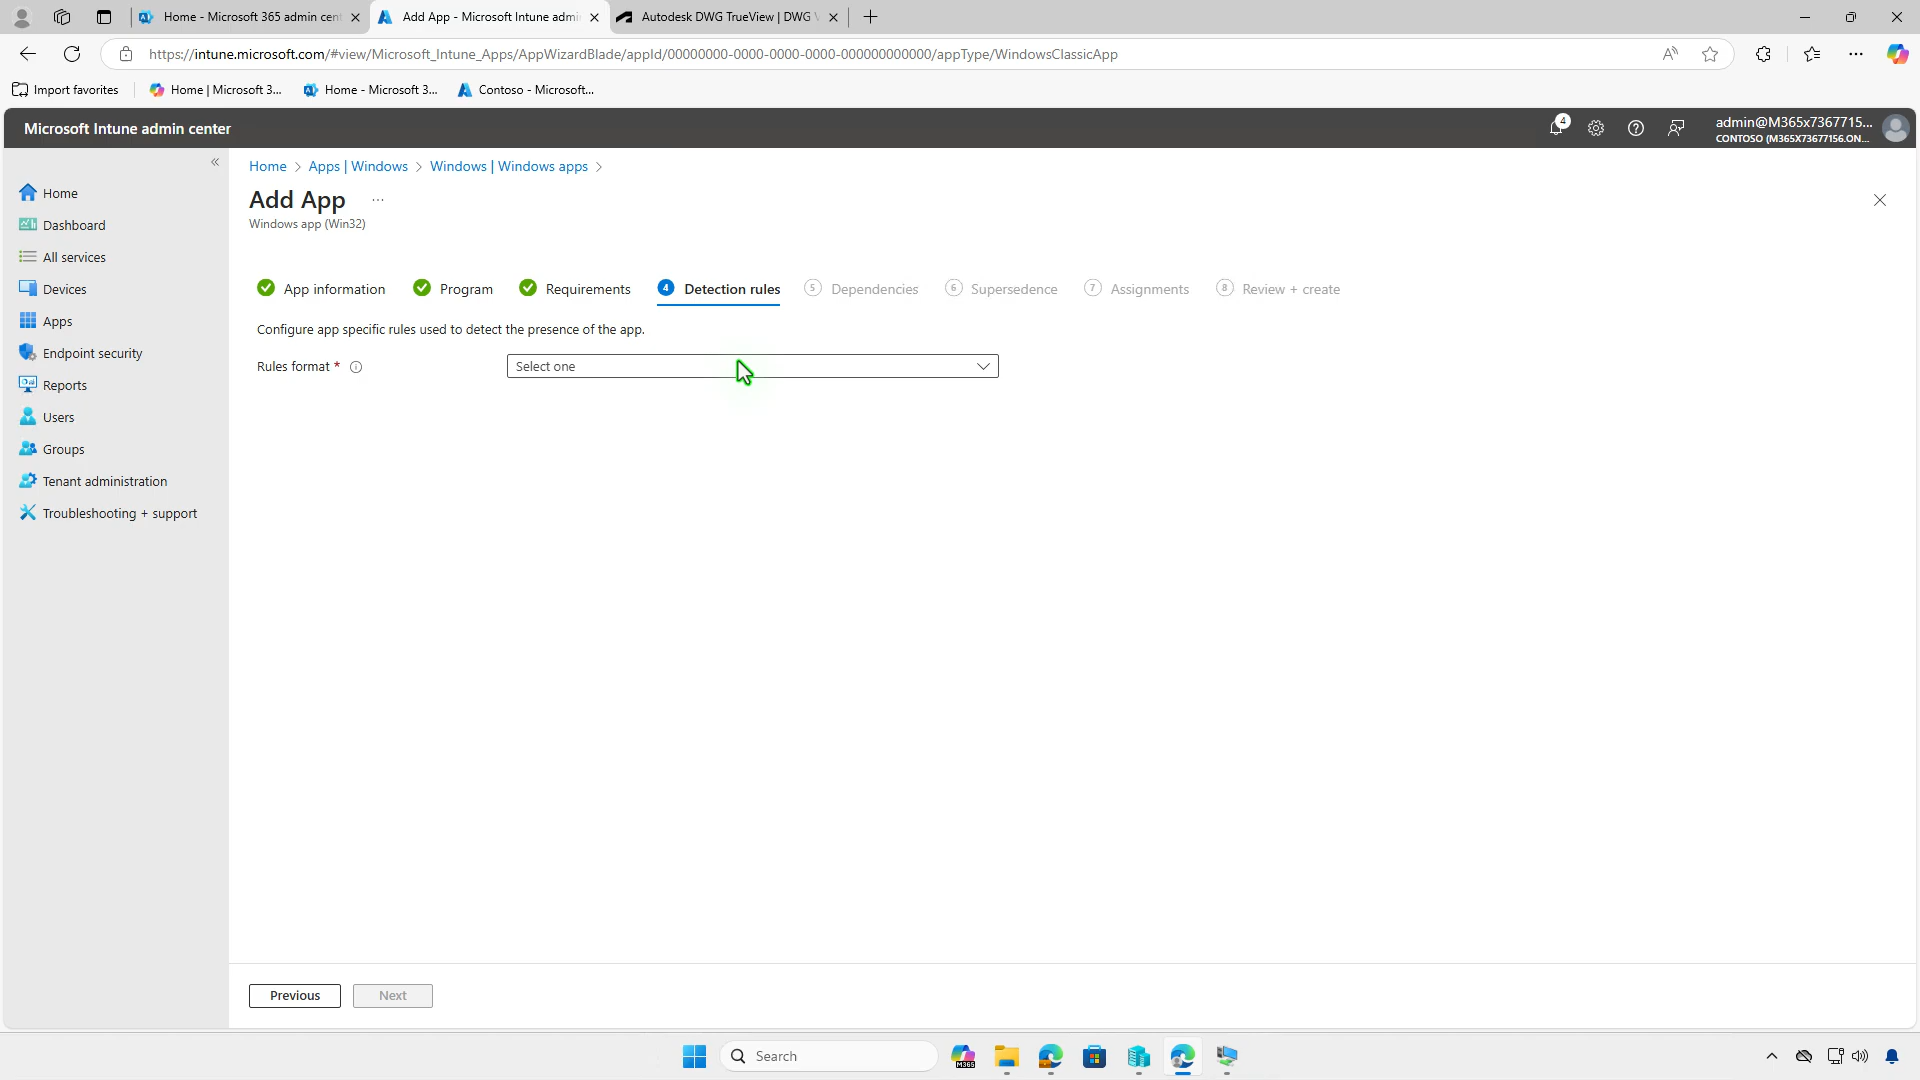 Home - Microsoft 365 admin cent
Add App - Microsoft Intune admin
Autodesk DWG TrueView | DWG V
https://intune.microsoft.com/#view/Microsoft_Intune_Apps/AppWizardBlade/appId/00000000-0000-0000-0000-000000000000/appType/WindowsClassicApp
Import favorites
Home | Microsoft 3...
Home - Microsoft 3...
Contoso - Microsoft...
Microsoft Intune admin center
4
admin@M365x7367715...
CONTOSO (M365X73677156.ON...
Home
Dashboard
All services
Devices
Apps
Endpoint security
Reports
Users
Groups
Tenant administration
Troubleshooting + support
Home > Apps | Windows > Windows | Windows apps >
Add App ...
Windows app (Win32)
App information
Program
Requirements
4 Detection rules
5 Dependencies
6 Supersedence
7 Assignments
8 Review + create
Configure app specific rules used to detect the presence of the app.
Rules format *
Select one
Previous
Next
Search
M365